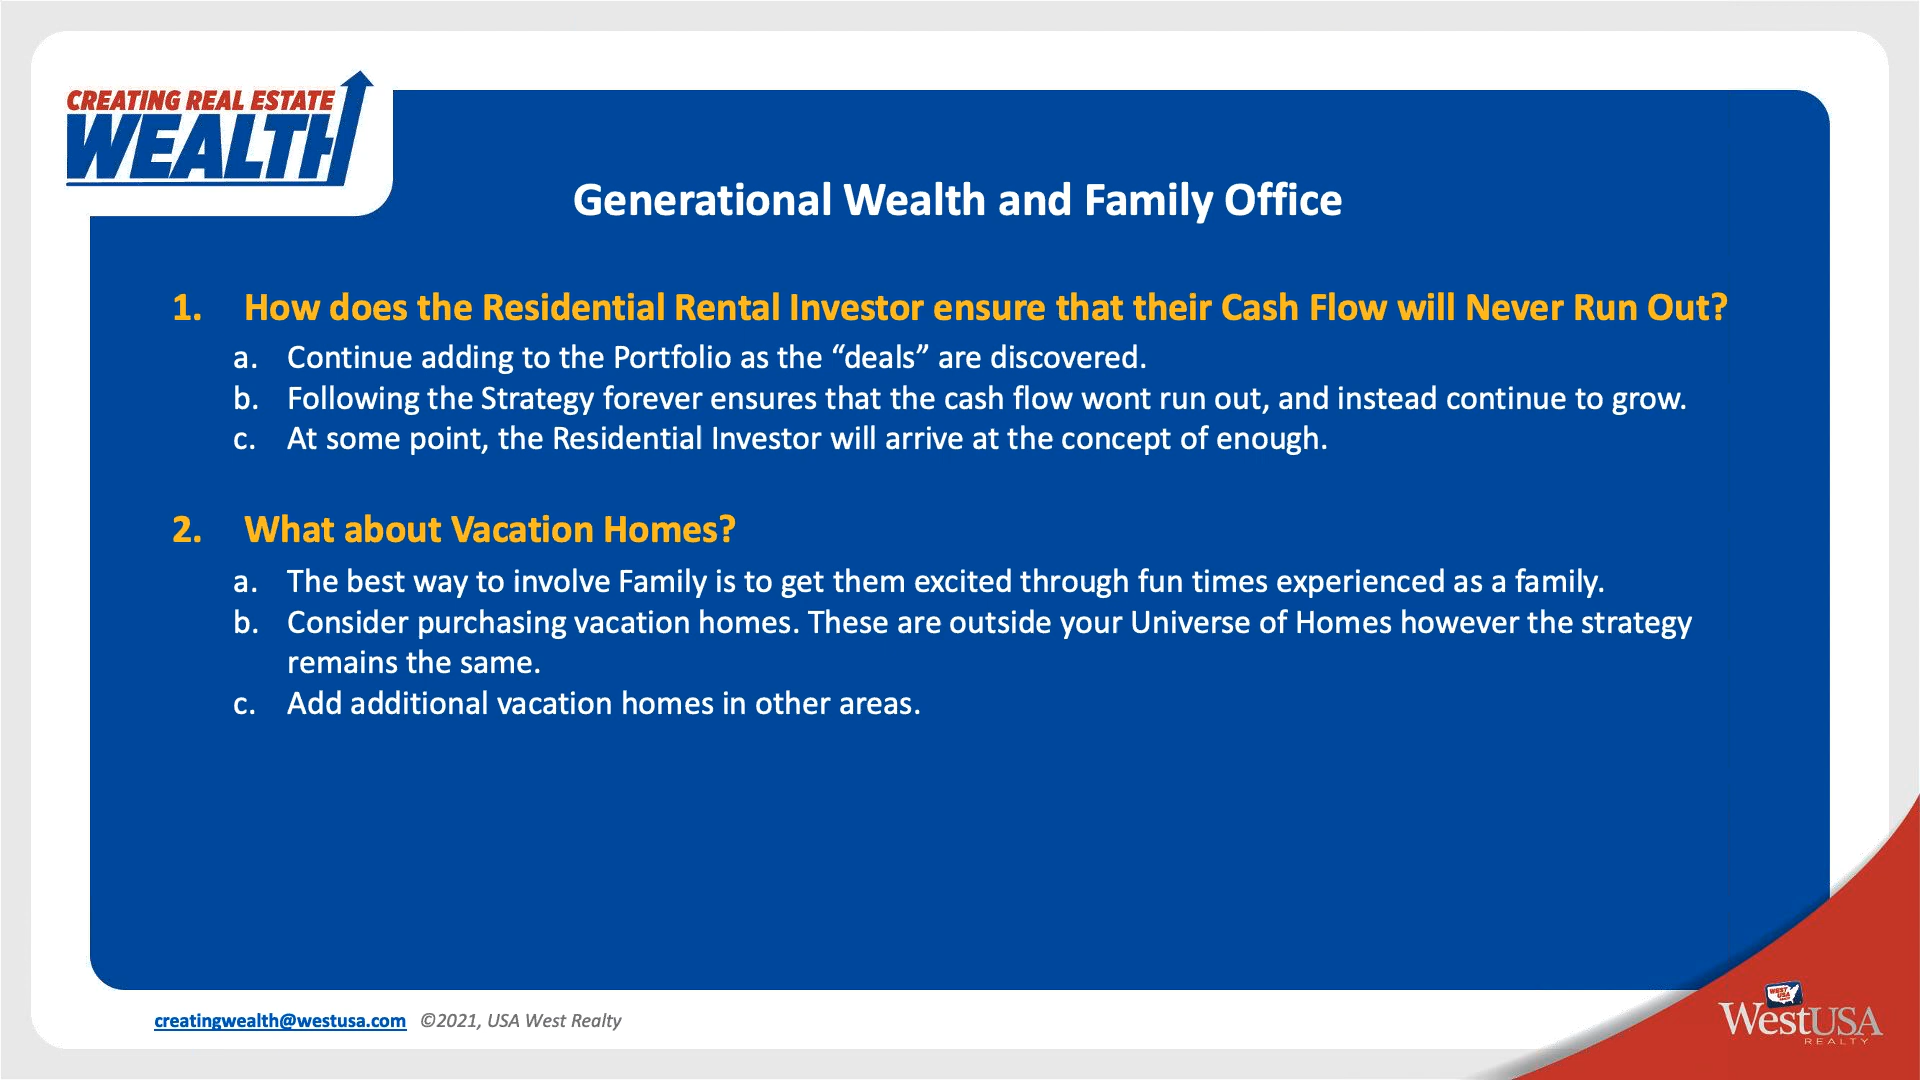 CREATING REAL ESTATE
WEALTH
Generational Wealth and Family Office
1. How does the Residential Rental Investor ensure that their Cash Flow will Never Run Out?
a. Continue adding to the Portfolio as the “deals” are discovered.
b. Following the Strategy forever ensures that the cash flow wont run out, and instead continue to grow.
c. At some point, the Residential Investor will arrive at the concept of enough.
2. What about Vacation Homes?
a. The best way to involve Family is to get them excited through fun times experienced as a family.
b. Consider purchasing vacation homes. These are outside your Universe of Homes however the strategy
remains the same.
c. Add additional vacation homes in other areas.
creatingwealth@westusa.com ©2021, USA West Realty
WEST
USA
WestUSA
REALTY